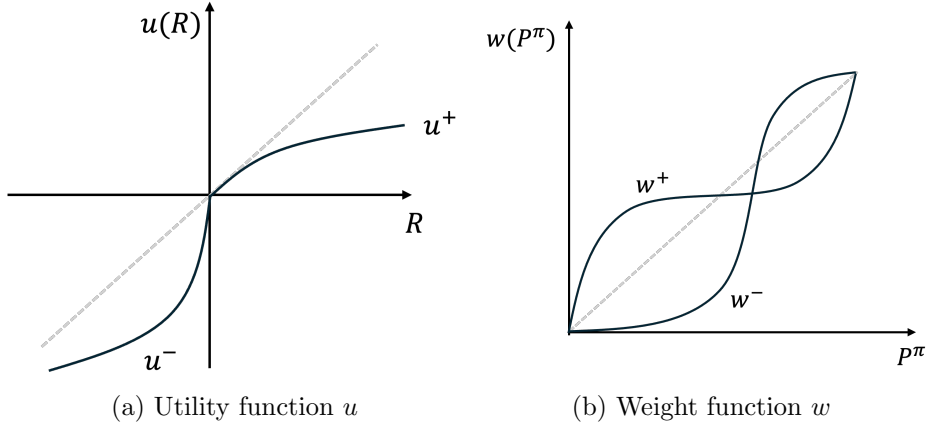 u(R)
u⁺
R
u⁻
(a) Utility function u
w(P^π)
w⁺
w⁻
P^π
(b) Weight function w